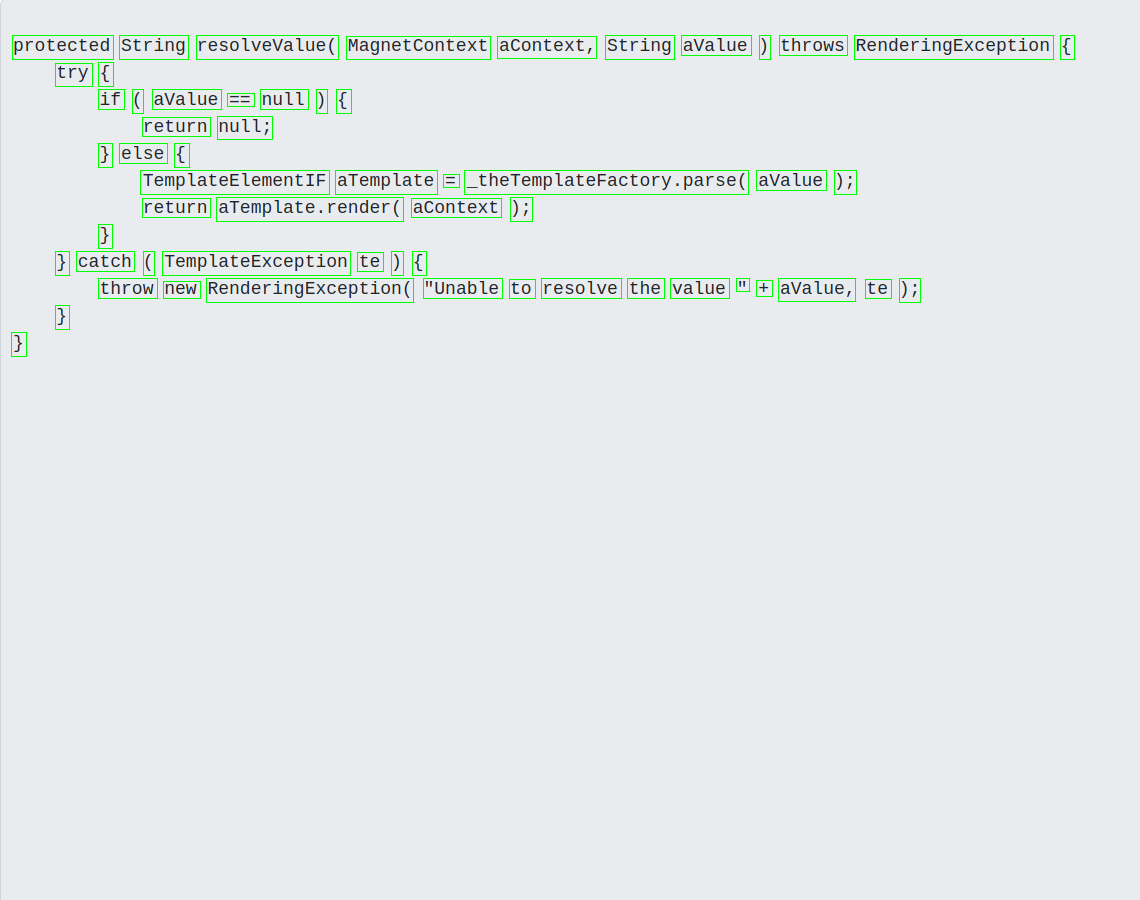 protected String resolveValue( MagnetContext aContext, String aValue ) throws RenderingException {
    try {
        if ( aValue == null ) {
            return null;
        } else {
            TemplateElementIF aTemplate = _theTemplateFactory.parse( aValue );
            return aTemplate.render( aContext );
        }
    } catch ( TemplateException te ) {
        throw new RenderingException( "Unable to resolve the value " + aValue, te );
    }
}